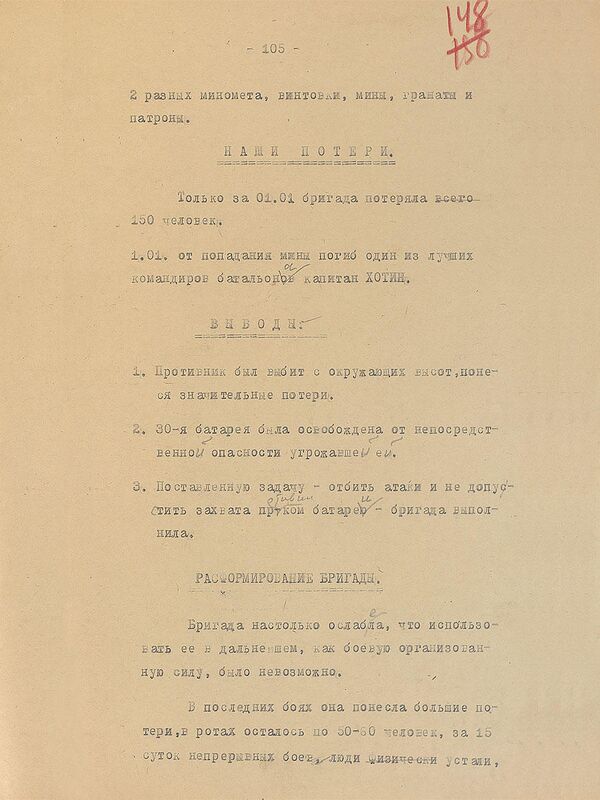 148
150
- 105 -
2 разных миномета, винтовки, мины, гранаты и
патроны.
НАШИ ПОТЕРИ.
Только за 01.01 бригада потеряла всего
150 человек.
1.01. от попадания мины погиб один из лучших
командиров батальонов капитан ХОТИН.
ВЫВОДЫ:
1. Противник был выбит с окружающих высот,поне-
ся значительные потери.
2. 30-я батарея была освобождена от непосредст-
венной опасности угрожавшей ей.
3. Поставленную задачу - отбить атаки и не допус-
тить захвата батареи - бригада выпол-
нила.
РАСФОРМИРОВАНИЕ БРИГАДЫ.
Бригада настолько ослабла, что использо-
вать ее в дальнейшем, как боевую организован-
ную силу, было невозможно.
В последних боях она понесла большие по-
тери,в ротах осталось по 50-60 человек, за 15
суток непрерывных боев, люди физически устали,